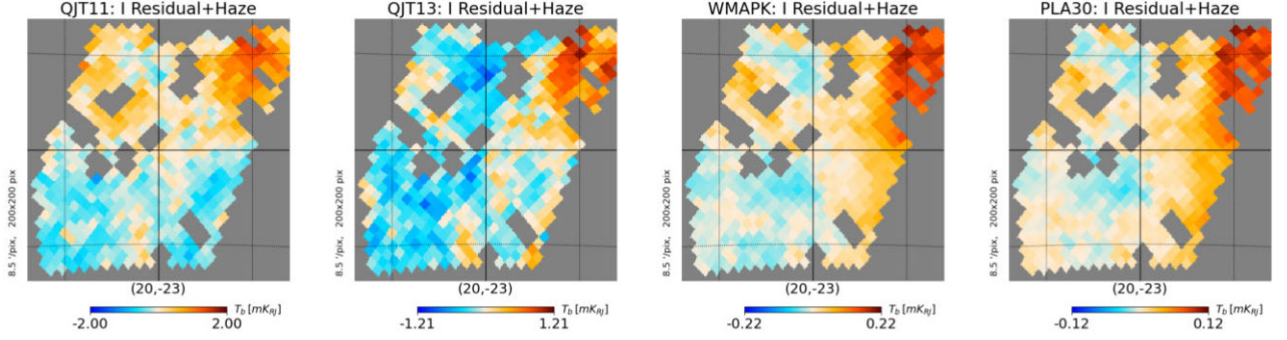 QJT11: I Residual+Haze
QJT13: I Residual+Haze
WMAPK: I Residual+Haze
PLA30: I Residual+Haze
8.5 '/pix, 200x200 pix
8.5 '/pix, 200x200 pix
8.5 '/pix, 200x200 pix
8.5 '/pix, 200x200 pix
(20,-23)
(20,-23)
(20,-23)
(20,-23)
-2.00 2.00 T_b [mK_RJ]
-1.21 1.21 T_b [mK_RJ]
-0.22 0.22 T_b [mK_RJ]
-0.12 0.12 T_b [mK_RJ]